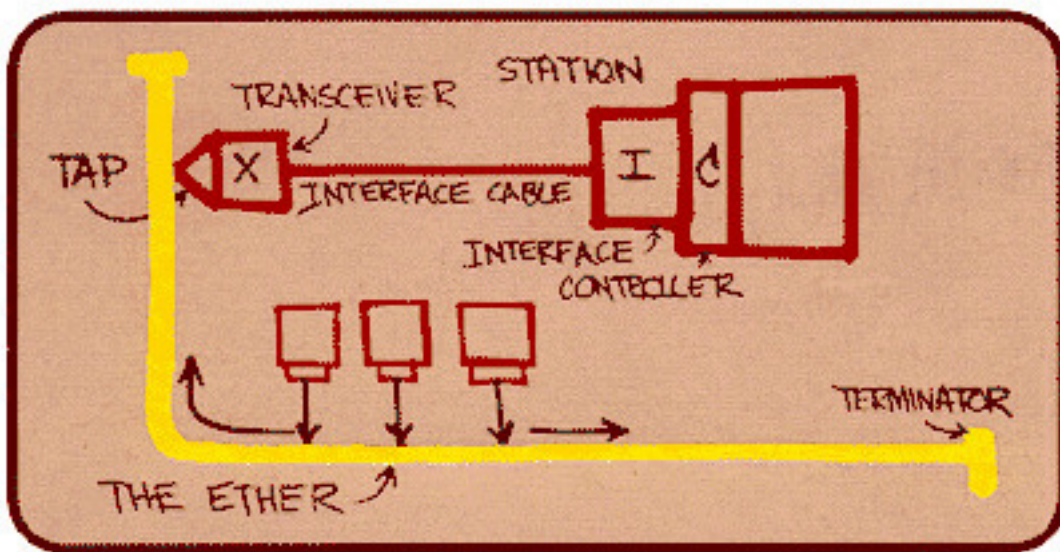 STATION
TRANSCEIVER
TAP
X
I
C
INTERFACE CABLE
INTERFACE
CONTROLLER
TERMINATOR
THE ETHER